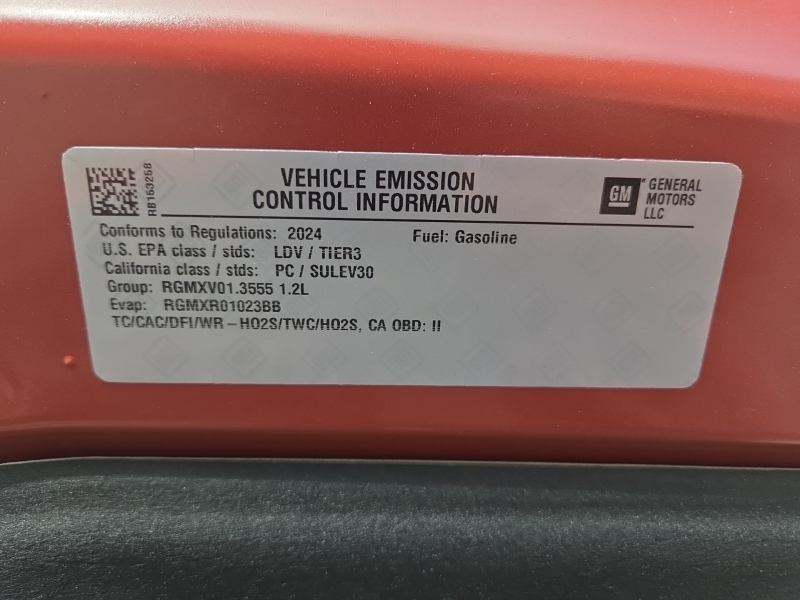 RB153258
VEHICLE EMISSION
CONTROL INFORMATION
GM
GENERAL
MOTORS
LLC
Conforms to Regulations: 2024 Fuel: Gasoline
U.S. EPA class / stds: LDV / TIER3
California class / stds: PC / SULEV30
Group: RGMXV01.3555 1.2L
Evap: RGMXR01023BB
TC/CAC/DFI/WR – HO2S/TWC/HO2S, CA OBD: II